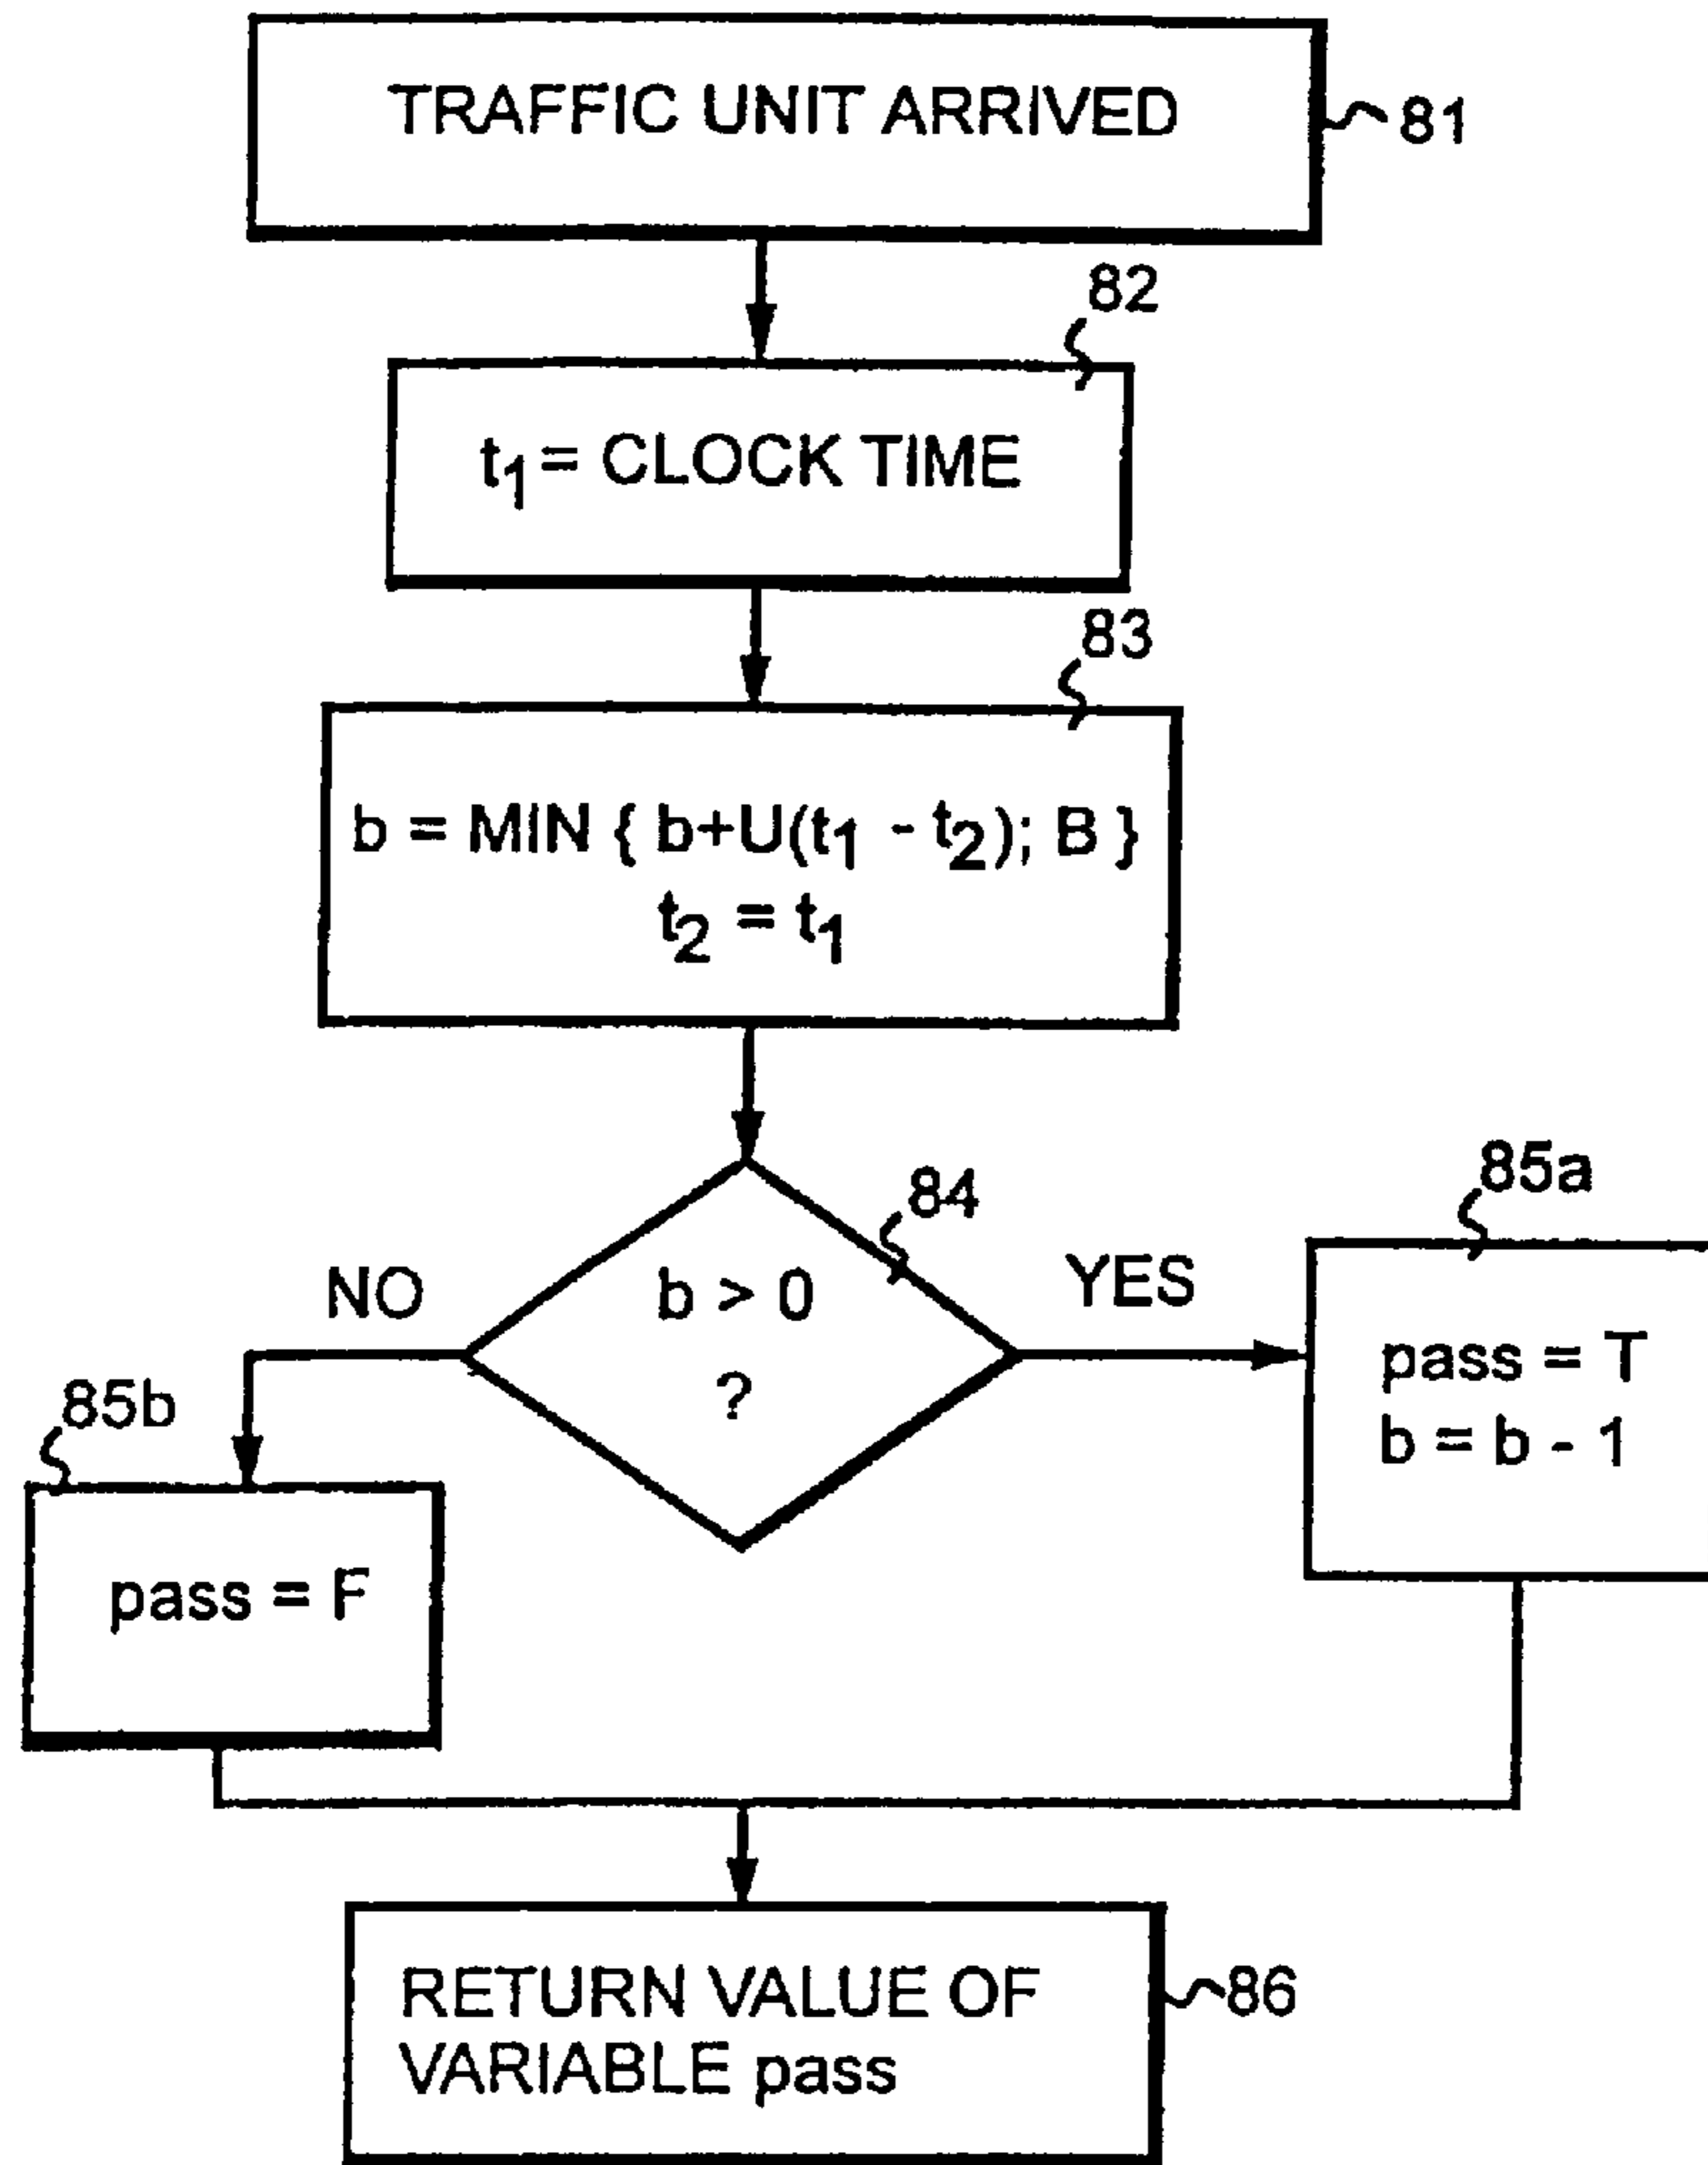 TRAFFIC UNIT ARRIVED
81
82
t1 = CLOCK TIME
83
b = MIN { b+U(t1 - t2); B }
t2 = t1
84
85a
NO
b > 0
YES
?
pass = T
b = b - 1
85b
pass = F
RETURN VALUE OF
VARIABLE pass
86